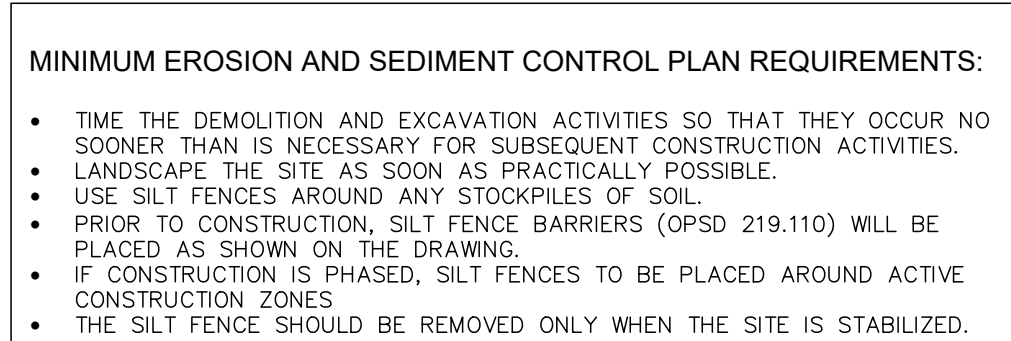 MINIMUM EROSION AND SEDIMENT CONTROL PLAN REQUIREMENTS:
• TIME THE DEMOLITION AND EXCAVATION ACTIVITIES SO THAT THEY OCCUR NO
SOONER THAN IS NECESSARY FOR SUBSEQUENT CONSTRUCTION ACTIVITIES.
• LANDSCAPE THE SITE AS SOON AS PRACTICALLY POSSIBLE.
• USE SILT FENCES AROUND ANY STOCKPILES OF SOIL.
• PRIOR TO CONSTRUCTION, SILT FENCE BARRIERS (OPSD 219.110) WILL BE
PLACED AS SHOWN ON THE DRAWING.
• IF CONSTRUCTION IS PHASED, SILT FENCES TO BE PLACED AROUND ACTIVE
CONSTRUCTION ZONES
• THE SILT FENCE SHOULD BE REMOVED ONLY WHEN THE SITE IS STABILIZED.